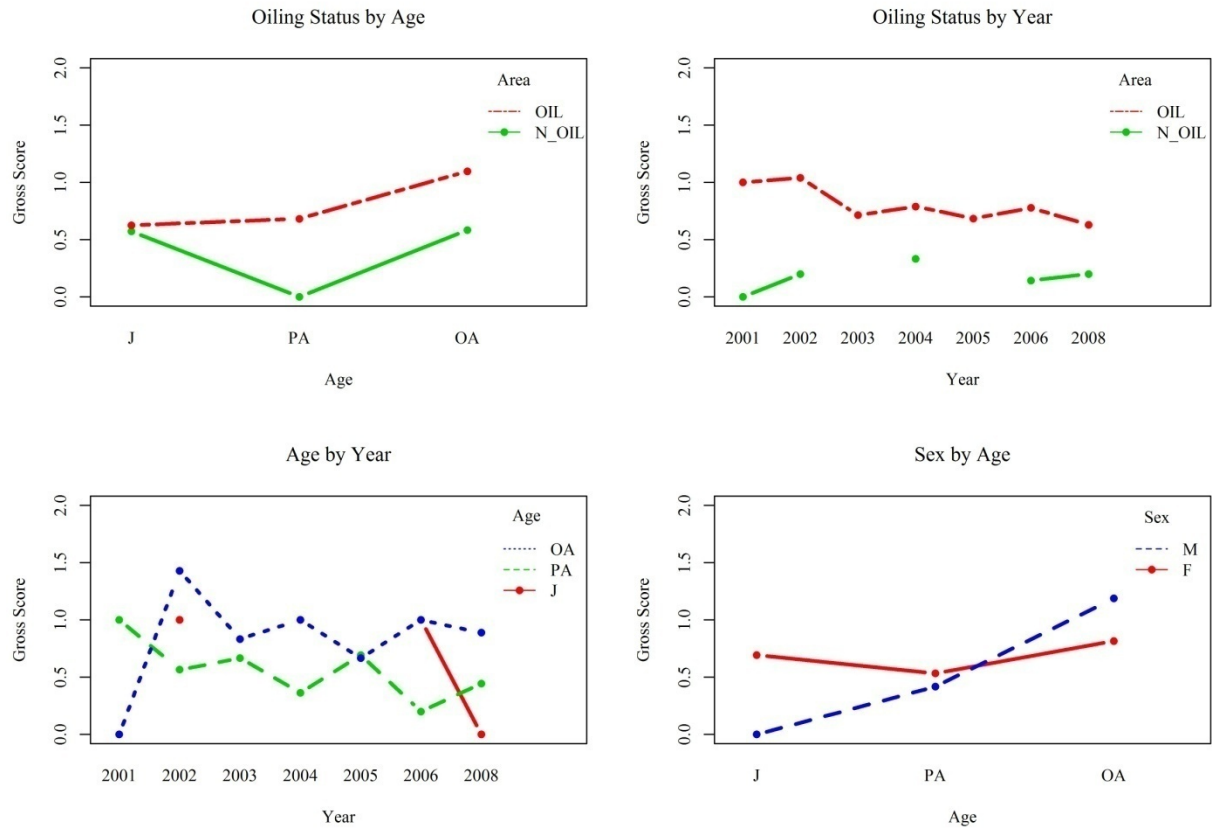 Oiling Status by Age
Gross Score
2.0
1.5
1.0
0.5
0.0
Area
OIL
N_OIL
J PA OA
Age
Oiling Status by Year
Gross Score
2.0
1.5
1.0
0.5
0.0
Area
OIL
N_OIL
2001 2002 2003 2004 2005 2006 2008
Year
Age by Year
Gross Score
2.0
1.5
1.0
0.5
0.0
Age
OA
PA
J
2001 2002 2003 2004 2005 2006 2008
Year
Sex by Age
Gross Score
2.0
1.5
1.0
0.5
0.0
Sex
M
F
J PA OA
Age